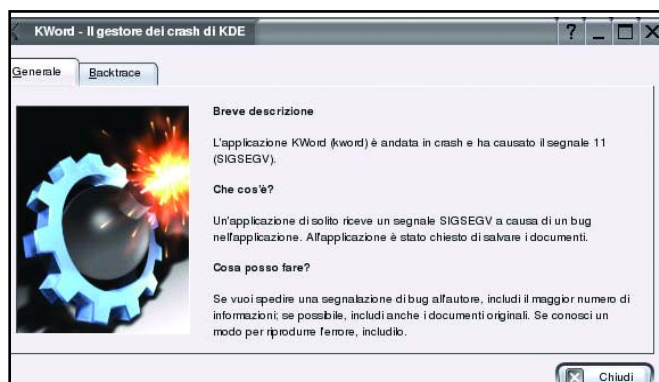 KWord - Il gestore dei crash di KDE
Generale
Backtrace
Breve descrizione
L'applicazione KWord (kword) è andata in crash e ha causato il segnale 11
(SIGSEGV).
Che cos'è?
Un'applicazione di solito riceve un segnale SIGSEGV a causa di un bug
nell'applicazione. All'applicazione è stato chiesto di salvare i documenti.
Cosa posso fare?
Se vuoi spedire una segnalazione di bug all'autore, includi il maggior numero di
informazioni; se possibile, includi anche i documenti originali. Se conosci un
modo per riprodurre l'errore, includilo.
Chiudi